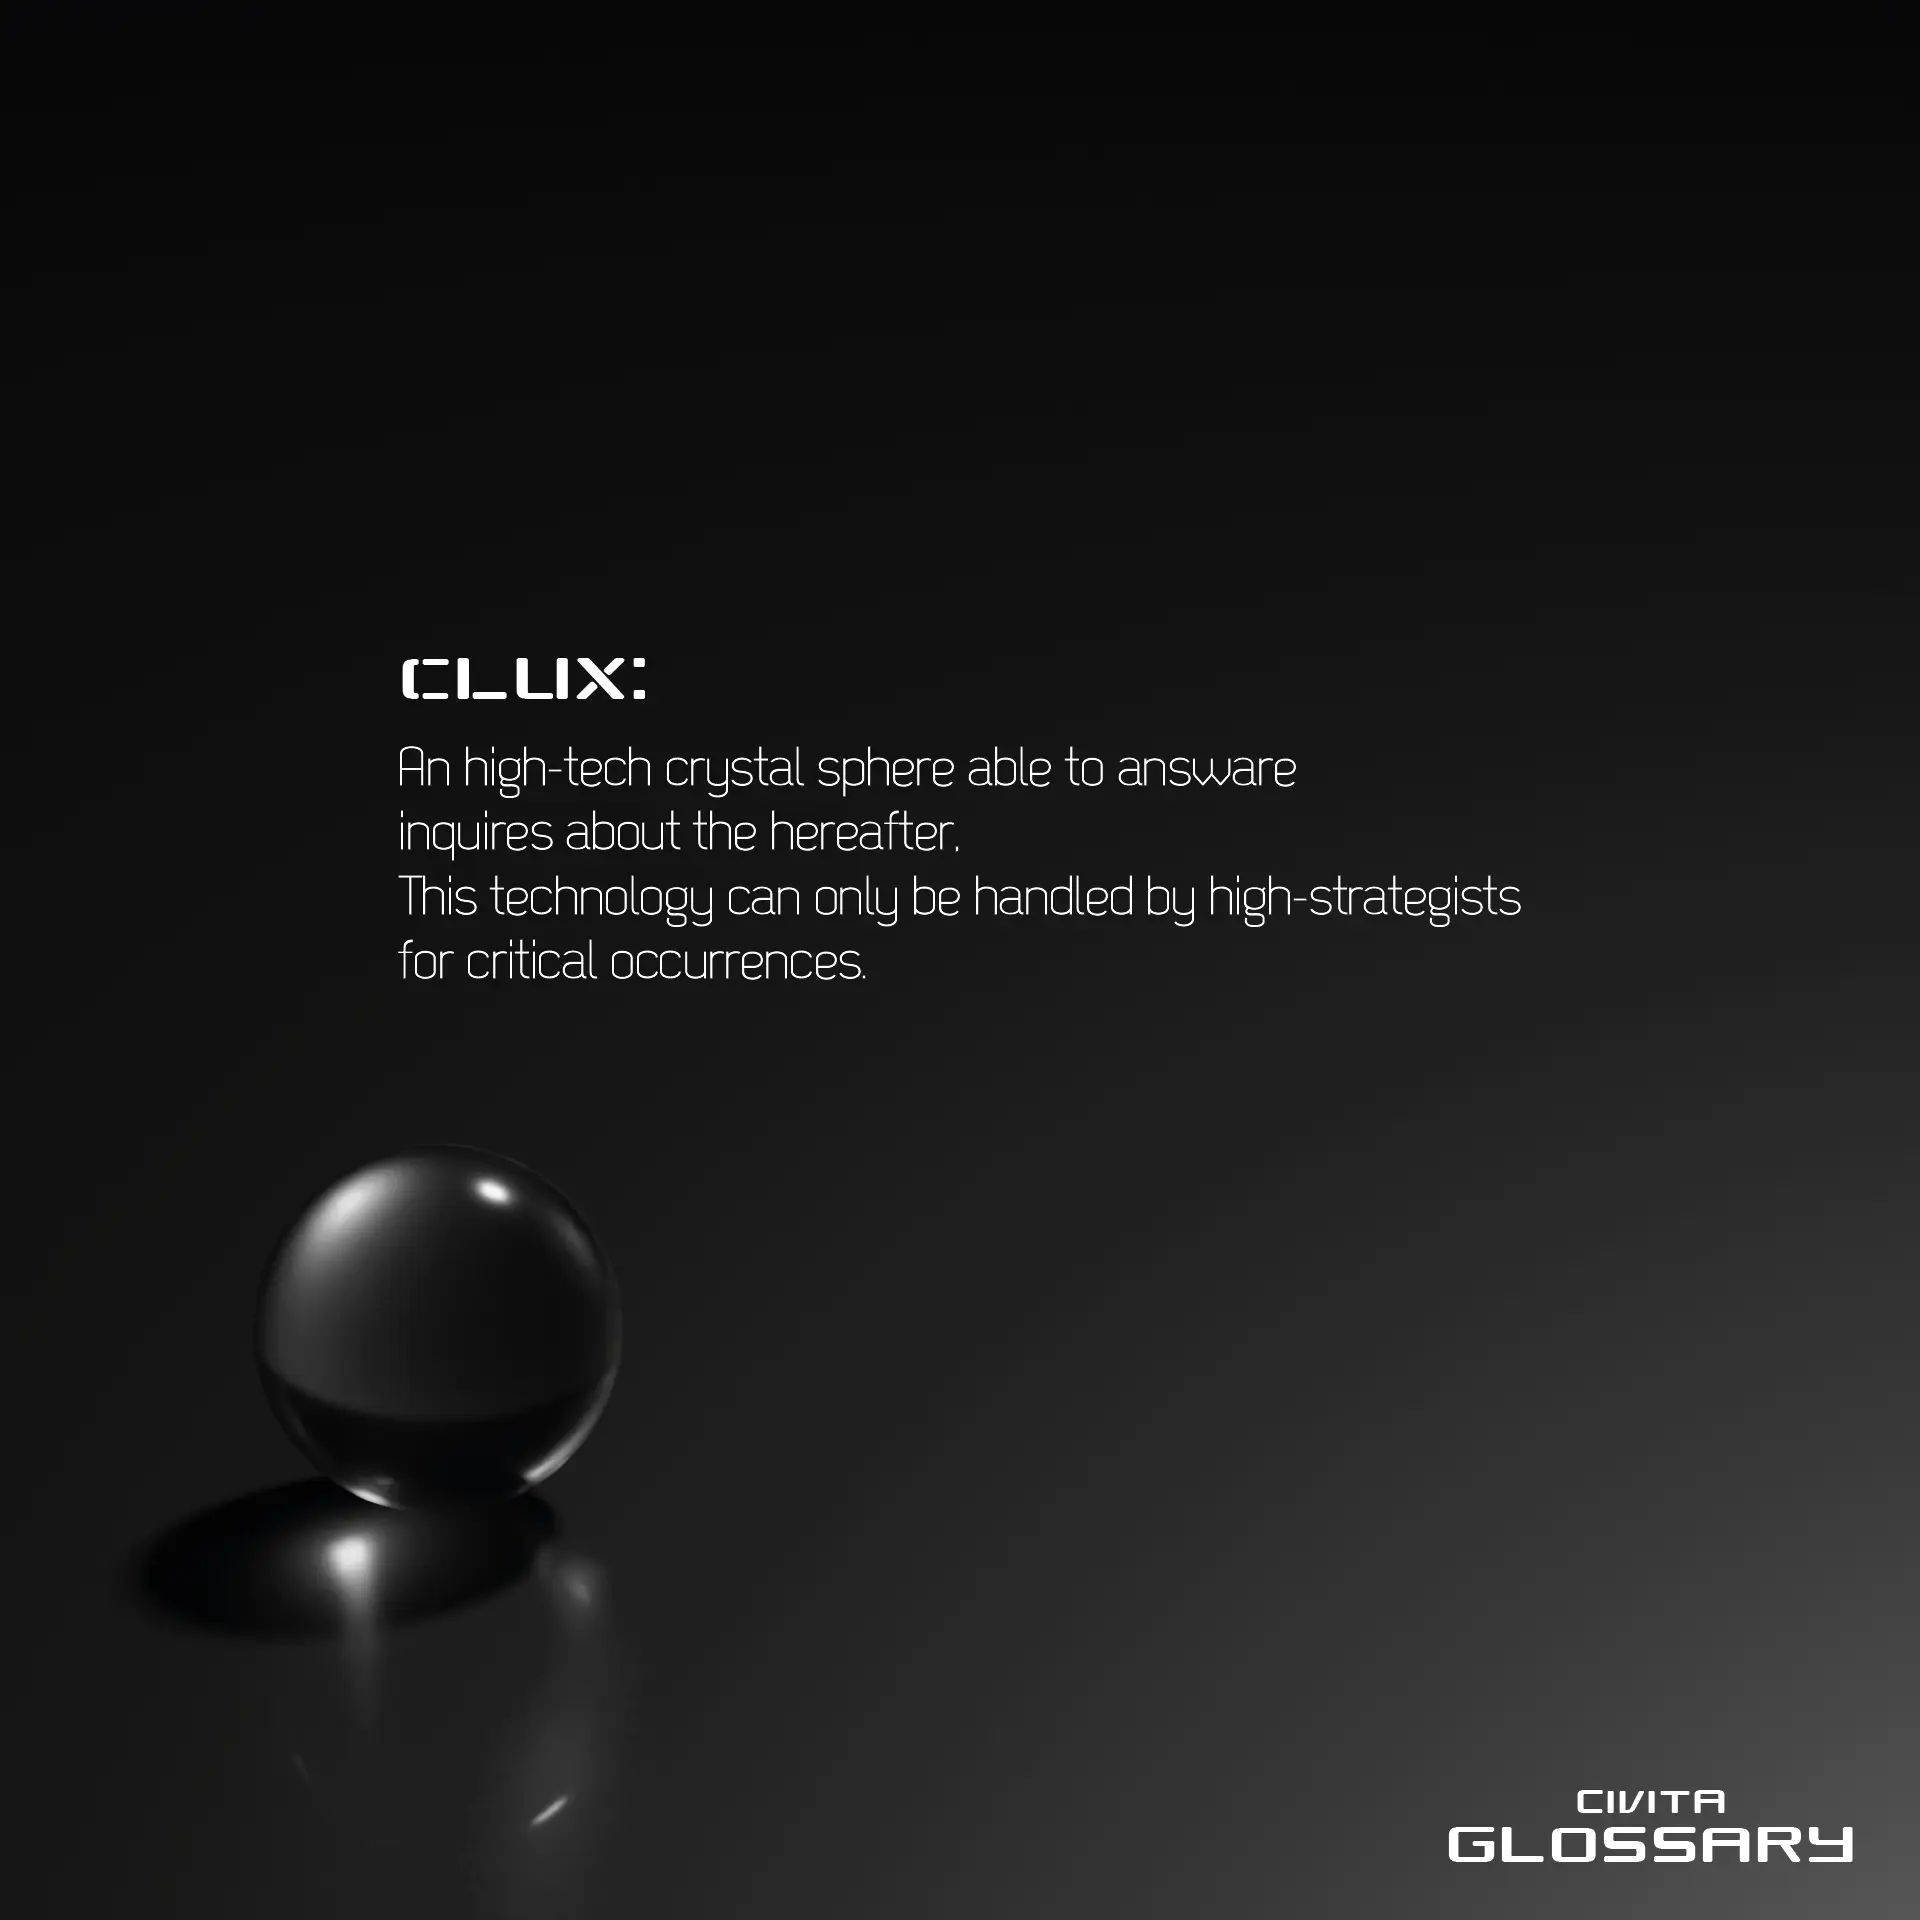 CLUX:
An high-tech crystal sphere able to answare
inquires about the hereafter.
This technology can only be handled by high-strategists
for critical occurrences.
CIVITA
GLOSSARY